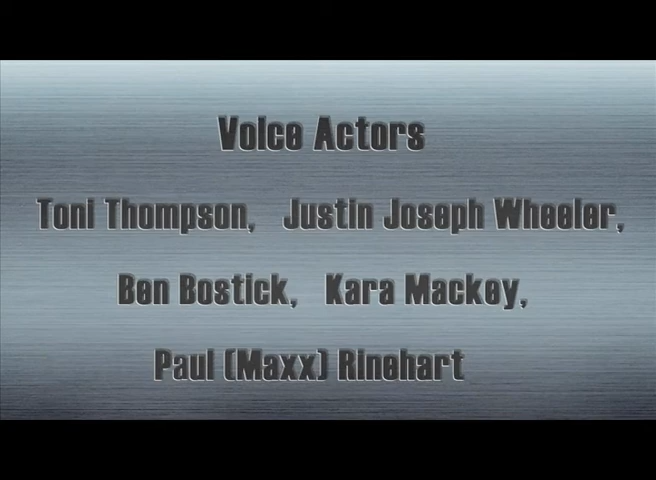 Voice Actors
Toni Thompson, Justin Joseph Wheeler,
Ben Bostick, Kara Mackey,
Paul (Maxx) Rinehart